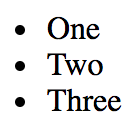 • One
• Two
• Three